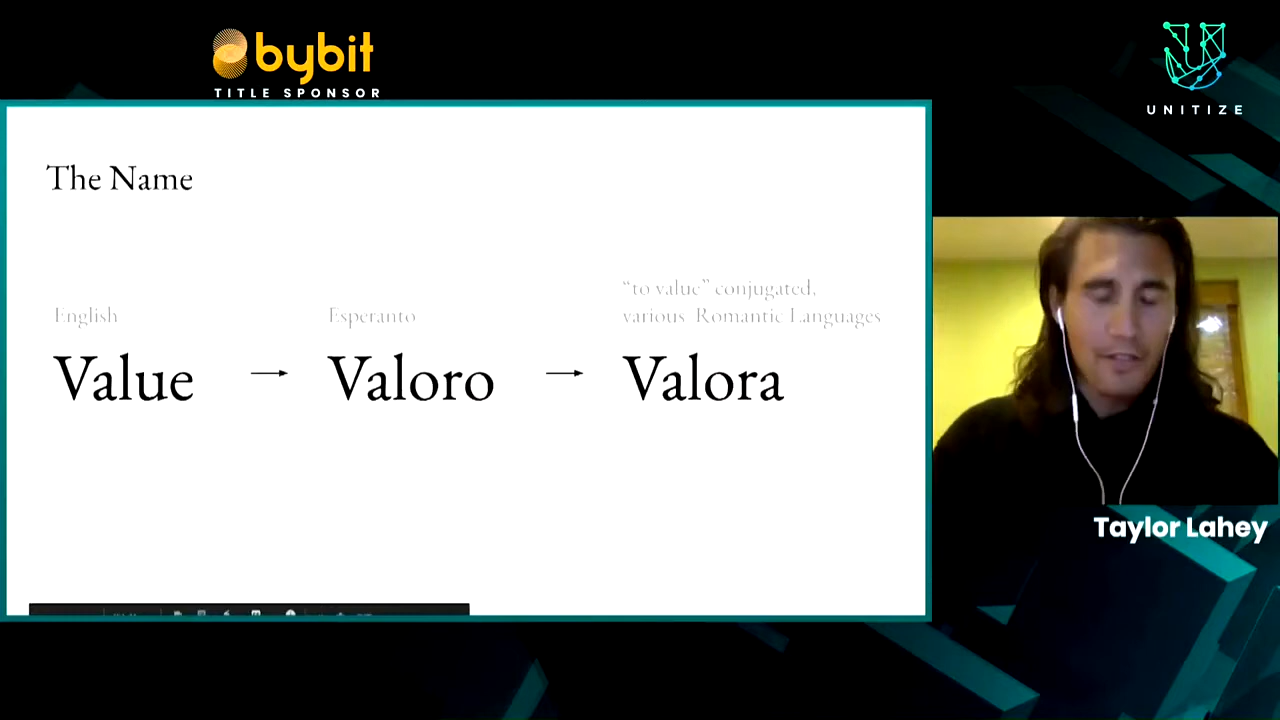 bybit
TITLE SPONSOR
UNITIZE
The Name
English
Value
→
Esperanto
Valoro
→
"to value" conjugated,
various Romantic Languages
Valora
Taylor Lahey